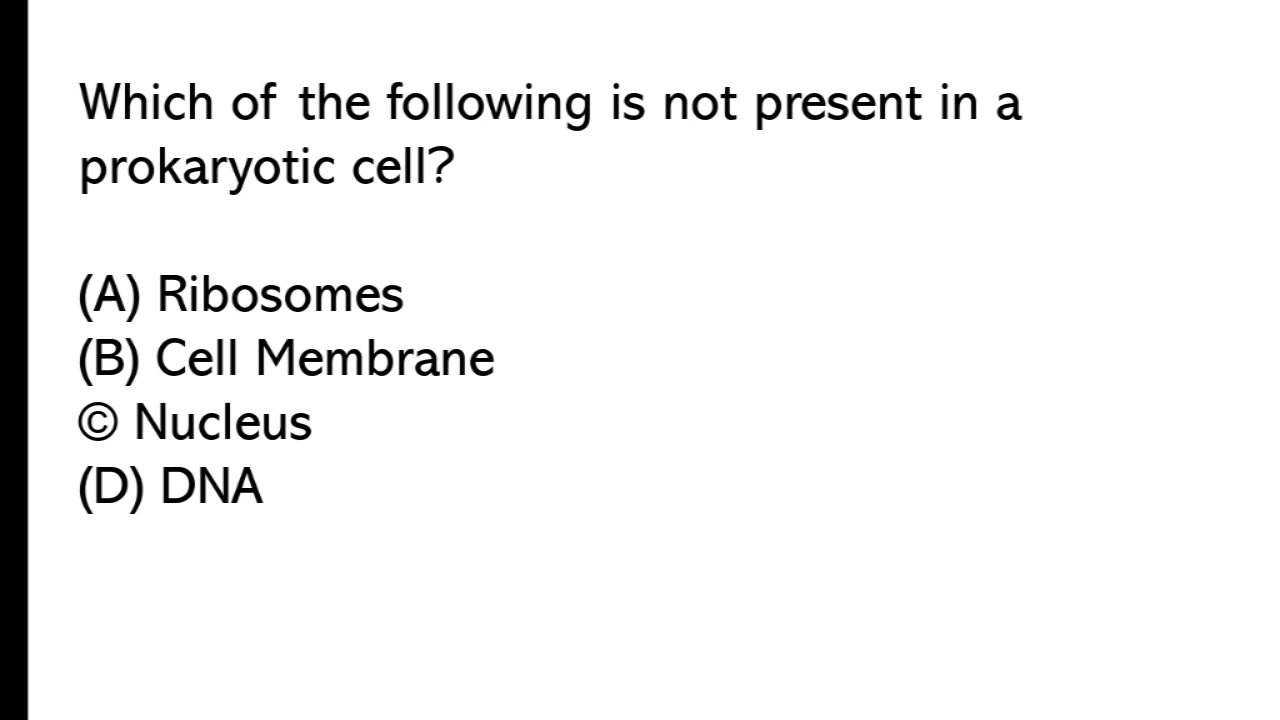 Which of the following is not present in a
prokaryotic cell?
(A) Ribosomes
(B) Cell Membrane
© Nucleus
(D) DNA